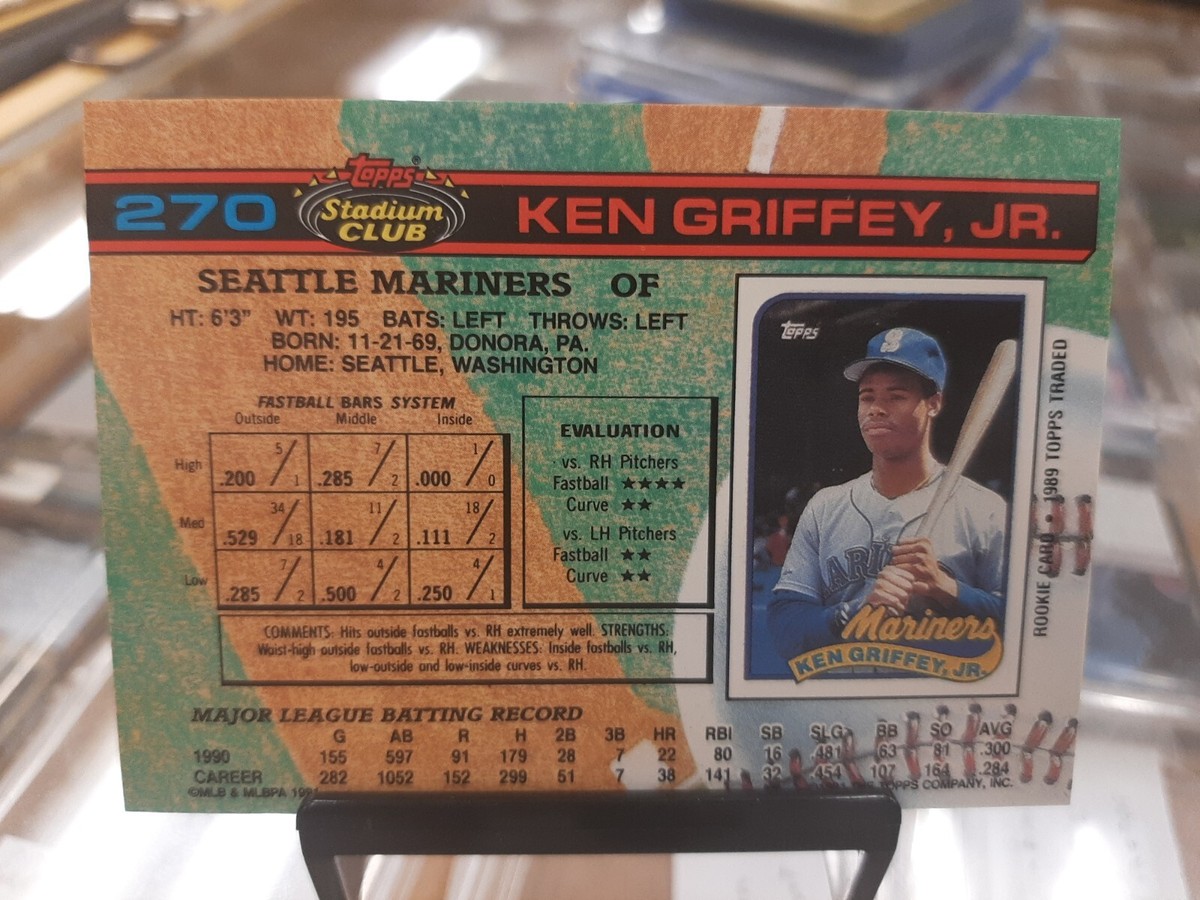 270
Topps®
Stadium
CLUB
KEN GRIFFEY, JR.
SEATTLE MARINERS OF
HT: 6'3" WT: 195 BATS: LEFT THROWS: LEFT
BORN: 11-21-69, DONORA, PA.
HOME: SEATTLE, WASHINGTON
FASTBALL BARS SYSTEM
Outside Middle Inside
High .200 5/1 .285 7/2 .000 1/0
Med .529 34/18 .181 11/2 .111 18/2
Low .285 7/2 .500 4/2 .250 4/1
EVALUATION
vs. RH Pitchers
Fastball ★★★★
Curve ★★
vs. LH Pitchers
Fastball ★★
Curve ★★
COMMENTS: Hits outside fastballs vs. RH extremely well. STRENGTHS:
Waist-high outside fastballs vs. RH. WEAKNESSES: Inside fastballs vs. RH,
low-outside and low-inside curves vs. RH.
Topps
S
ARI
Mariners
KEN GRIFFEY, JR.
ROOKIE CARD • 1989 TOPPS TRADED
MAJOR LEAGUE BATTING RECORD
G AB R H 2B 3B HR RBI SB SLG BB SO AVG
1990 155 597 91 179 28 7 22 80 16 .481 63 81 .300
CAREER 282 1052 152 299 51 7 38 141 32 .454 107 164 .284
©MLB & MLBPA
TOPPS COMPANY, INC.